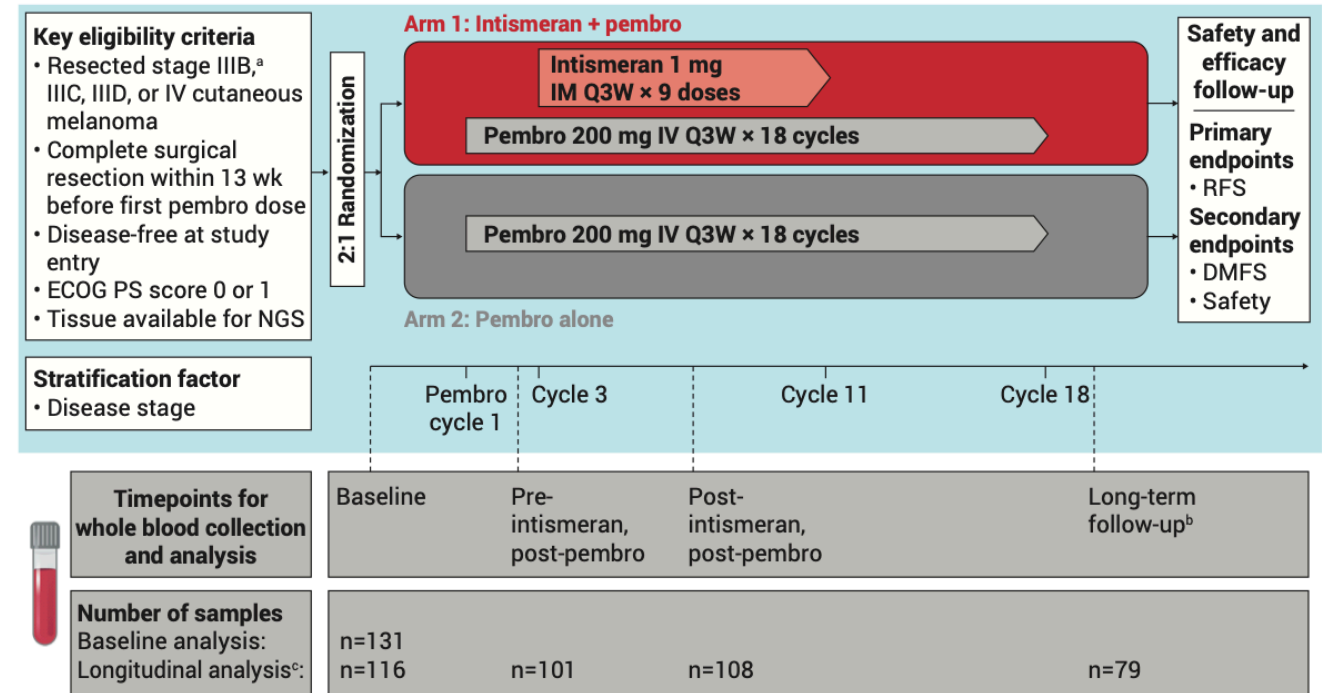 Key eligibility criteria
• Resected stage IIIB,ᵃ
IIIC, IIID, or IV cutaneous
melanoma
• Complete surgical
resection within 13 wk
before first pembro dose
• Disease-free at study
entry
• ECOG PS score 0 or 1
• Tissue available for NGS
Stratification factor
• Disease stage
2:1 Randomization
Arm 1: Intismeran + pembro
Intismeran 1 mg
IM Q3W × 9 doses
Pembro 200 mg IV Q3W × 18 cycles
Pembro 200 mg IV Q3W × 18 cycles
Arm 2: Pembro alone
Safety and
efficacy
follow-up
Primary
endpoints
• RFS
Secondary
endpoints
• DMFS
• Safety
Pembro
cycle 1
Cycle 3
Cycle 11
Cycle 18
Timepoints for
whole blood collection
and analysis
Baseline
Pre-
intismeran,
post-pembro
Post-
intismeran,
post-pembro
Long-term
follow-upᵇ
Number of samples
Baseline analysis: n=131
Longitudinal analysisᶜ: n=116 n=101 n=108 n=79